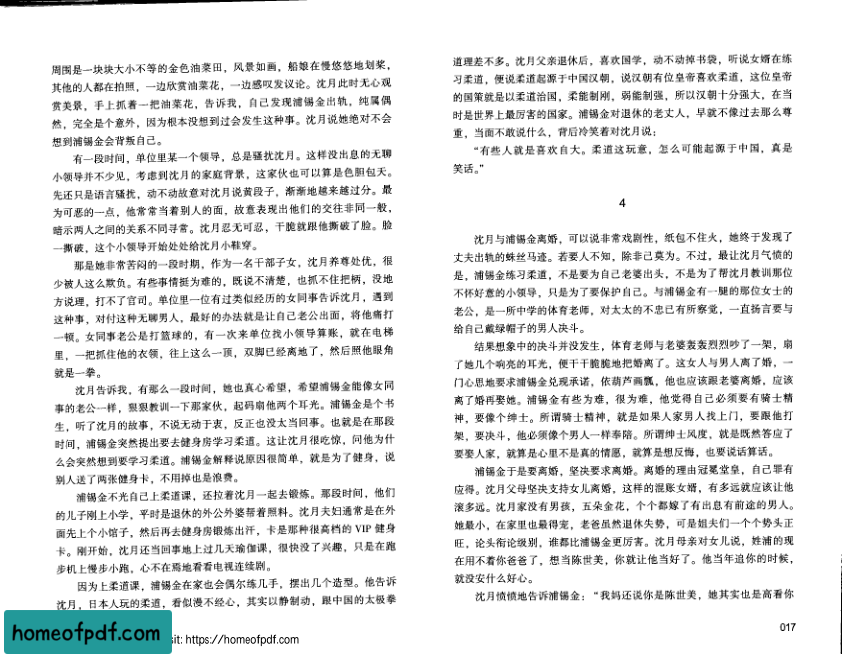 周围是一块块大小不等的金色油菜田，风景如画，船娘在慢悠悠地划桨，
其他的人都在拍照，一边欣赏油菜花，一边感叹发议论。沈月此时无心观
赏美景，手上抓着一把油菜花，告诉我，自己发现浦锡金出轨，纯属偶
然，完全是个意外，因为根本没想到过会发生这种事。沈月说她绝对不会
想到浦锡金会背叛自己。
有一段时间，单位里某一个领导，总是骚扰沈月。这样没出息的无聊
小领导并不少见，考虑到沈月的家庭背景，这家伙也可以算是色胆包天。
先还只是语言骚扰，动不动故意对沈月说黄段子，渐渐地越来越过分。最
为可恶的一点，他常常当着别人的面，故意表现出他们的交往非同一般，
暗示两人之间的关系不同寻常。沈月忍无可忍，干脆就跟他撕破了脸。脸
一撕破，这个小领导开始处处给沈月小鞋穿。
那是她非常苦闷的一段时期，作为一名干部子女，沈月养尊处优，很
少被人这么欺负。有些事情挺为难的，既说不清楚，也抓不住把柄，没地
方说理，打不了官司。单位里一位有过类似经历的女同事告诉沈月，遇到
这种事，对付这种无聊男人，最好的办法就是让自己老公出面，将他痛打
一顿。女同事老公是打篮球的，有一次来单位找小领导算账，就在电梯
里，一把抓住他的衣领，往上这么一顶，双脚已经离地了，然后照他眼角
就是一拳。
沈月告诉我，有那么一段时间，她也真心希望，希望浦锡金能像女同
事的老公一样，狠狠教训一下那家伙，起码扇他两个耳光。浦锡金是个书
生，听了沈月的故事，不说无动于衷，反正也没太当回事。也就是在那段
时间，浦锡金突然提出要去健身房学习柔道。这让沈月很吃惊，问他为什
么会突然想到要学习柔道。浦锡金解释说原因很简单，就是为了健身，说
别人送了两张健身卡，不用掉也是浪费。
浦锡金不光自己上柔道课，还拉着沈月一起去锻炼。那段时间，他们
的儿子刚上小学，平时是退休的外公外婆帮着照料。沈月夫妇通常是在外
面先上个小馆子，然后再去健身房锻炼出汗，卡是那种很高档的 VIP 健身
卡。刚开始，沈月还当回事地上过几天瑜伽课，很快没了兴趣，只是在跑
步机上慢步小跑，心不在焉地看看电视连续剧。
因为上柔道课，浦锡金在家也会偶尔练几手，摆出几个造型。他告诉
沈月，日本人玩的柔道，看似漫不经心，其实以静制动，跟中国的太极拳
道理差不多。沈月父亲退休后，喜欢国学，动不动掉书袋，听说女婿在练
习柔道，便说柔道起源于中国汉朝，说汉朝有位皇帝喜欢柔道，这位皇帝
的国策就是以柔道治国，柔能制刚，弱能制强，所以汉朝十分强大，在当
时是世界上最厉害的国家。浦锡金对退休的老丈人，早就不像过去那么尊
重，当面不敢说什么，背后冷笑着对沈月说：
“有些人就是喜欢自大。柔道这玩意，怎么可能起源于中国，真是
笑话。”
4
沈月与浦锡金离婚，可以说非常戏剧性，纸包不住火，她终于发现了
丈夫出轨的蛛丝马迹。若要人不知，除非己莫为。不过，最让沈月气愤的
是，浦锡金练习柔道，不是要为自己老婆出头，不是为了帮沈月教训那位
不怀好意的小领导，只是为了要保护自己。与浦锡金有一腿的那位女士的
老公，是一所中学的体育老师，对太太的不忠已有所察觉，一直扬言要与
给自己戴绿帽子的男人决斗。
结果想象中的决斗并没发生，体育老师与老婆轰轰烈烈吵了一架，扇
了她几个响亮的耳光，便干干脆脆地把婚离了。这女人与男人离了婚，一
门心思地要求浦锡金兑现承诺，依葫芦画瓢，他也应该跟老婆离婚，应该
离了婚再娶她。浦锡金有些为难，很为难，他觉得自己必须要有骑士精
神，要像个绅士。所谓骑士精神，就是如果人家男人找上门，要跟他打
架，要决斗，他必须像个男人一样奉陪。所谓绅士风度，就是既然答应了
要娶人家，就算是心里不是真的情愿，就算是想反悔，也要说话算话。
浦锡金于是要离婚，坚决要求离婚。离婚的理由冠冕堂皇，自己罪有
应得。沈月父母坚决支持女儿离婚，这样的混账女婿，有多远就应该让他
滚多远。沈月家没有男孩，五朵金花，个个都嫁了有出息有前途的男人。
她最小，在家里也最得宠，老爸虽然退休失势，可是姐夫们一个个势头正
旺，论头衔论级别，谁都比浦锡金更厉害。沈月母亲对女儿说，姓浦的现
在用不着你爸爸了，想当陈世美，你就让他当好了。他当年追你的时候，
就没安什么好心。
沈月愤愤地告诉浦锡金：“我妈还说你是陈世美，她其实也是高看你
017
homeofpdf.com
sit: https://homeofpdf.com